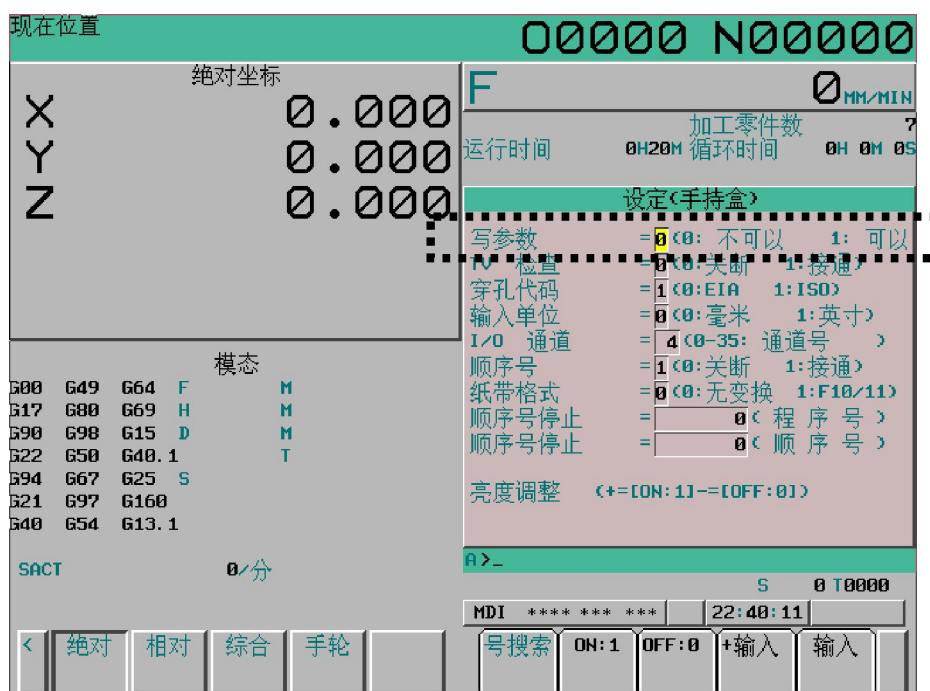 现在位置 O0000 N00000
绝对坐标
X 0.000
Y 0.000
Z 0.000
F 0 MM/MIN
加工零件数 7
运行时间 0H20M 循环时间 0H 0M 0S
设定(手持盒)
写参数 =0(0: 不可以 1: 可以
TV 检查 =0(0:关断 1:接通)
穿孔代码 =1(0:EIA 1:ISO)
输入单位 =0(0:毫米 1:英寸)
I/O 通道 = 4(0-35: 通道号 )
顺序号 =1(0:关断 1:接通)
纸带格式 =0(0:无变换 1:F10/11)
顺序号停止 = 0( 程 序 号 )
顺序号停止 = 0( 顺 序 号 )
亮度调整 (+=[ON:1]-=[OFF:0])
模态
G00 G49 G64 F M
G17 G80 G69 H M
G90 G98 G15 D M
G22 G50 G40.1 T
G94 G67 G25 S
G21 G97 G160
G40 G54 G13.1
SACT 0/分
A>_
S 0 T0000
MDI **** *** *** 22:40:11
< 绝对 相对 综合 手轮
号搜索 ON:1 OFF:0 +输入 输入